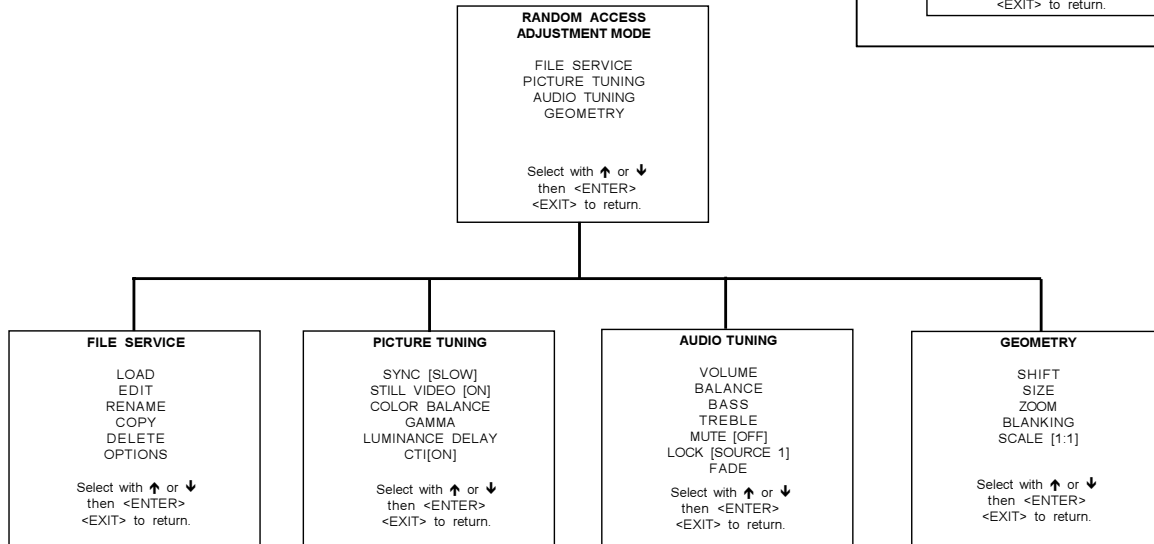 <EXIT> to return.
RANDOM ACCESS
ADJUSTMENT MODE
FILE SERVICE
PICTURE TUNING
AUDIO TUNING
GEOMETRY
Select with ↑ or ↓
then <ENTER>
<EXIT> to return.
FILE SERVICE
LOAD
EDIT
RENAME
COPY
DELETE
OPTIONS
Select with ↑ or ↓
then <ENTER>
<EXIT> to return.
PICTURE TUNING
SYNC [SLOW]
STILL VIDEO [ON]
COLOR BALANCE
GAMMA
LUMINANCE DELAY
CTI[ON]
Select with ↑ or ↓
then <ENTER>
<EXIT> to return.
AUDIO TUNING
VOLUME
BALANCE
BASS
TREBLE
MUTE [OFF]
LOCK [SOURCE 1]
FADE
Select with ↑ or ↓
then <ENTER>
<EXIT> to return.
GEOMETRY
SHIFT
SIZE
ZOOM
BLANKING
SCALE [1:1]
Select with ↑ or ↓
then <ENTER>
<EXIT> to return.